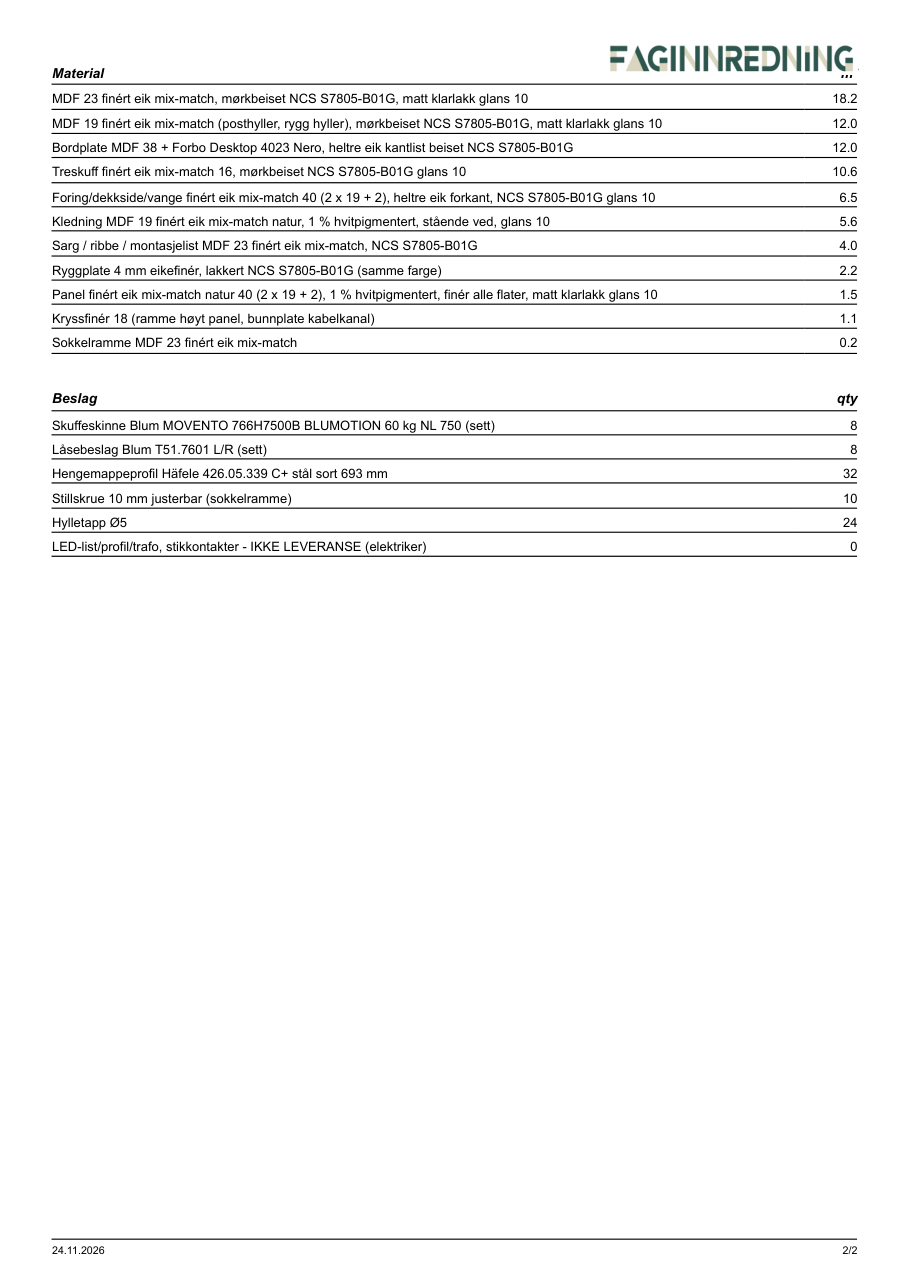 FAGINNREDNING
Material
MDF 23 finért eik mix-match, mørkbeiset NCS S7805-B01G, matt klarlakk glans 10 18.2
MDF 19 finért eik mix-match (posthyller, rygg hyller), mørkbeiset NCS S7805-B01G, matt klarlakk glans 10 12.0
Bordplate MDF 38 + Forbo Desktop 4023 Nero, heltre eik kantlist beiset NCS S7805-B01G 12.0
Treskuff finért eik mix-match 16, mørkbeiset NCS S7805-B01G glans 10 10.6
Foring/dekkside/vange finért eik mix-match 40 (2 x 19 + 2), heltre eik forkant, NCS S7805-B01G glans 10 6.5
Kledning MDF 19 finért eik mix-match natur, 1 % hvitpigmentert, stående ved, glans 10 5.6
Sarg / ribbe / montasjelist MDF 23 finért eik mix-match, NCS S7805-B01G 4.0
Ryggplate 4 mm eikefinér, lakkert NCS S7805-B01G (samme farge) 2.2
Panel finért eik mix-match natur 40 (2 x 19 + 2), 1 % hvitpigmentert, finér alle flater, matt klarlakk glans 10 1.5
Kryssfinér 18 (ramme høyt panel, bunnplate kabelkanal) 1.1
Sokkelramme MDF 23 finért eik mix-match 0.2
Beslag qty
Skuffeskinne Blum MOVENTO 766H7500B BLUMOTION 60 kg NL 750 (sett) 8
Låsebeslag Blum T51.7601 L/R (sett) 8
Hengemappeprofil Häfele 426.05.339 C+ stål sort 693 mm 32
Stillskrue 10 mm justerbar (sokkelramme) 10
Hylletapp Ø5 24
LED-list/profil/trafo, stikkontakter - IKKE LEVERANSE (elektriker) 0
24.11.2026 2/2